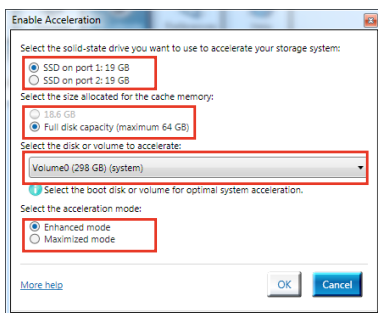 Enable Acceleration
Select the solid-state drive you want to use to accelerate your storage system:
SSD on port 1: 19 GB
SSD on port 2: 19 GB
Select the size allocated for the cache memory:
18.6 GB
Full disk capacity (maximum 64 GB)
Select the disk or volume to accelerate:
Volume0 (298 GB) (system)
Select the boot disk or volume for optimal system acceleration.
Select the acceleration mode:
Enhanced mode
Maximized mode
More help
OK
Cancel